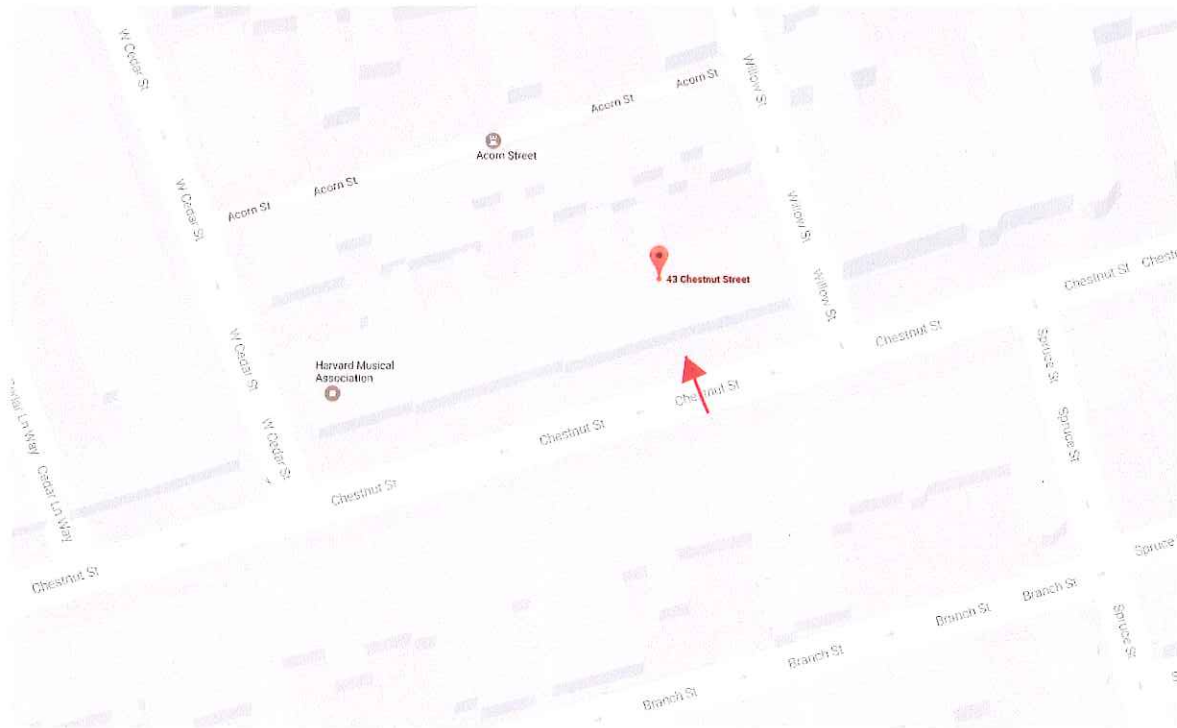 W Cedar St
Willow St
Acorn St
Acorn St
Acorn Street
Acorn St
Acorn St
W Cedar St
Willow St
Willow St
43 Chestnut Street
Chestnut St
Chestnut St
Spruce St
W Cedar St
Harvard Musical
Association
Chestnut St
Chestnut St
W Cedar St
Spruce St
Chestnut St
Cedar Ln Way
Cedar Ln Way
Chestnut St
Spruce
Branch St
Branch St
Spruce St
Branch St
Branch St